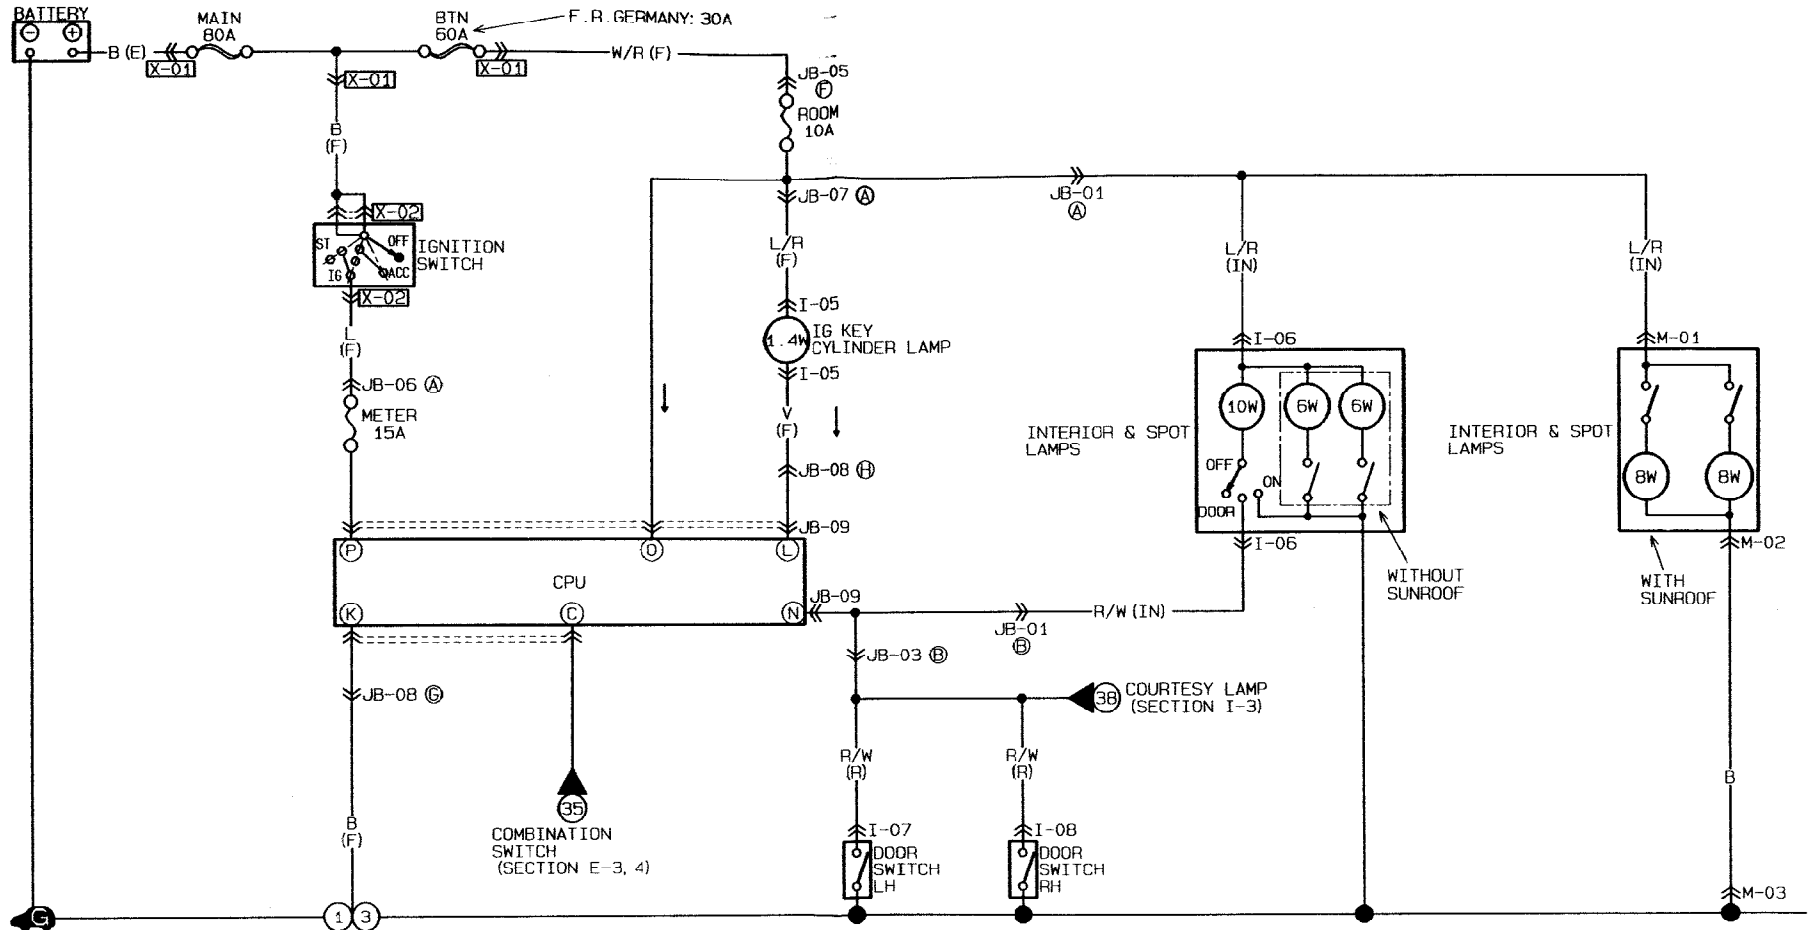 BATTERY
B (E)
X-01
MAIN
80A
X-01
BTN
60A
F.R.GERMANY: 30A
X-01
W/R (F)
JB-05
F
ROOM
10A
B
(F)
X-02
ST
OFF
IG
ACC
IGNITION
SWITCH
X-02
L
(F)
JB-06 A
METER
15A
JB-07 A
JB-01
A
L/R
(F)
I-05
1.4W
IG KEY
CYLINDER LAMP
I-05
V
(F)
JB-08 H
JB-09
L/R
(IN)
L/R
(IN)
I-06
10W
6W
6W
INTERIOR & SPOT
LAMPS
OFF
ON
DOOR
I-06
WITHOUT
SUNROOF
M-01
INTERIOR & SPOT
LAMPS
8W
8W
M-02
WITH
SUNROOF
P
O
L
CPU
K
C
N
JB-09
JB-01
B
R/W (IN)
JB-03 B
JB-08 G
38
COURTESY LAMP
(SECTION I-3)
R/W
(R)
R/W
(R)
B
35
COMBINATION
SWITCH
(SECTION E-3, 4)
B
(F)
I-07
DOOR
SWITCH
LH
I-08
DOOR
SWITCH
RH
M-03
G
1
3